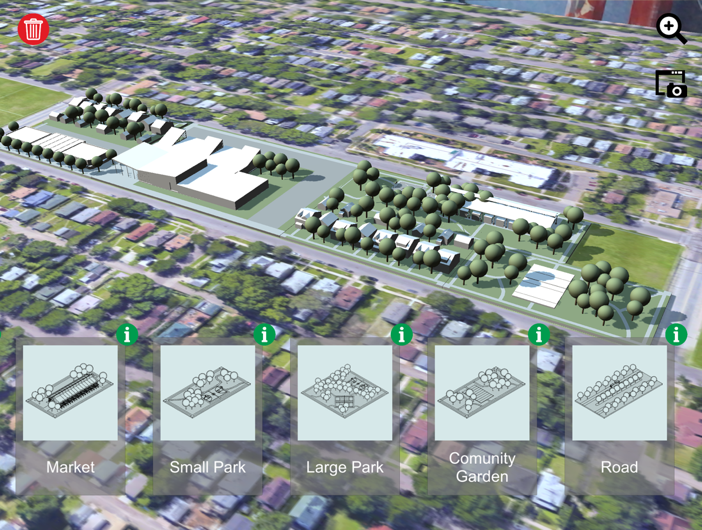 i
i
i
i
i
Market
Small Park
Large Park
Comunity
Garden
Road